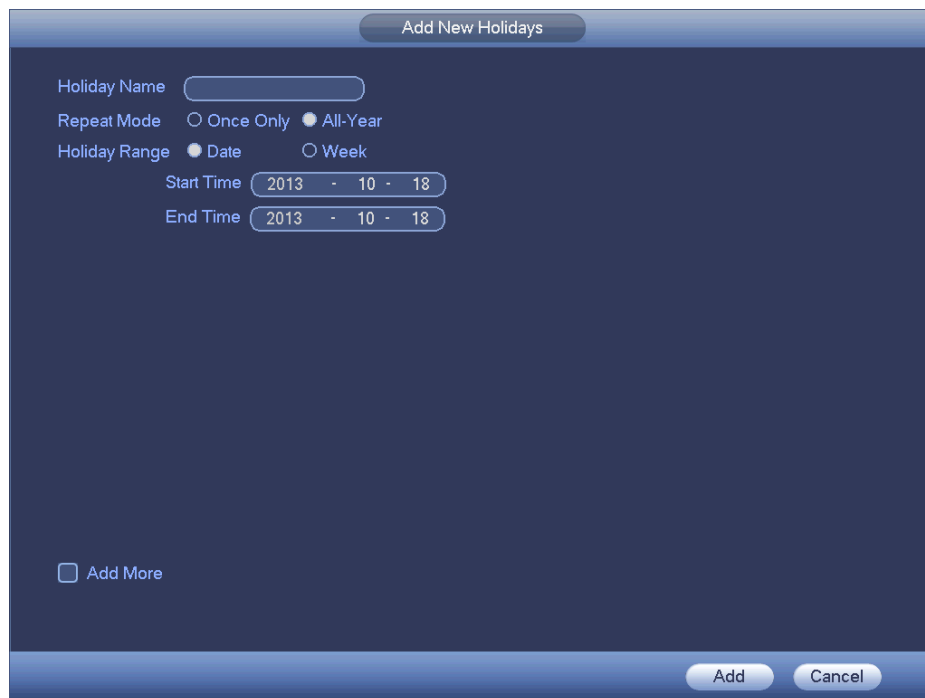 Add New Holidays
Holiday Name
Repeat Mode Once Only All-Year
Holiday Range Date Week
Start Time 2013 - 10 - 18
End Time 2013 - 10 - 18
Add More
Add Cancel